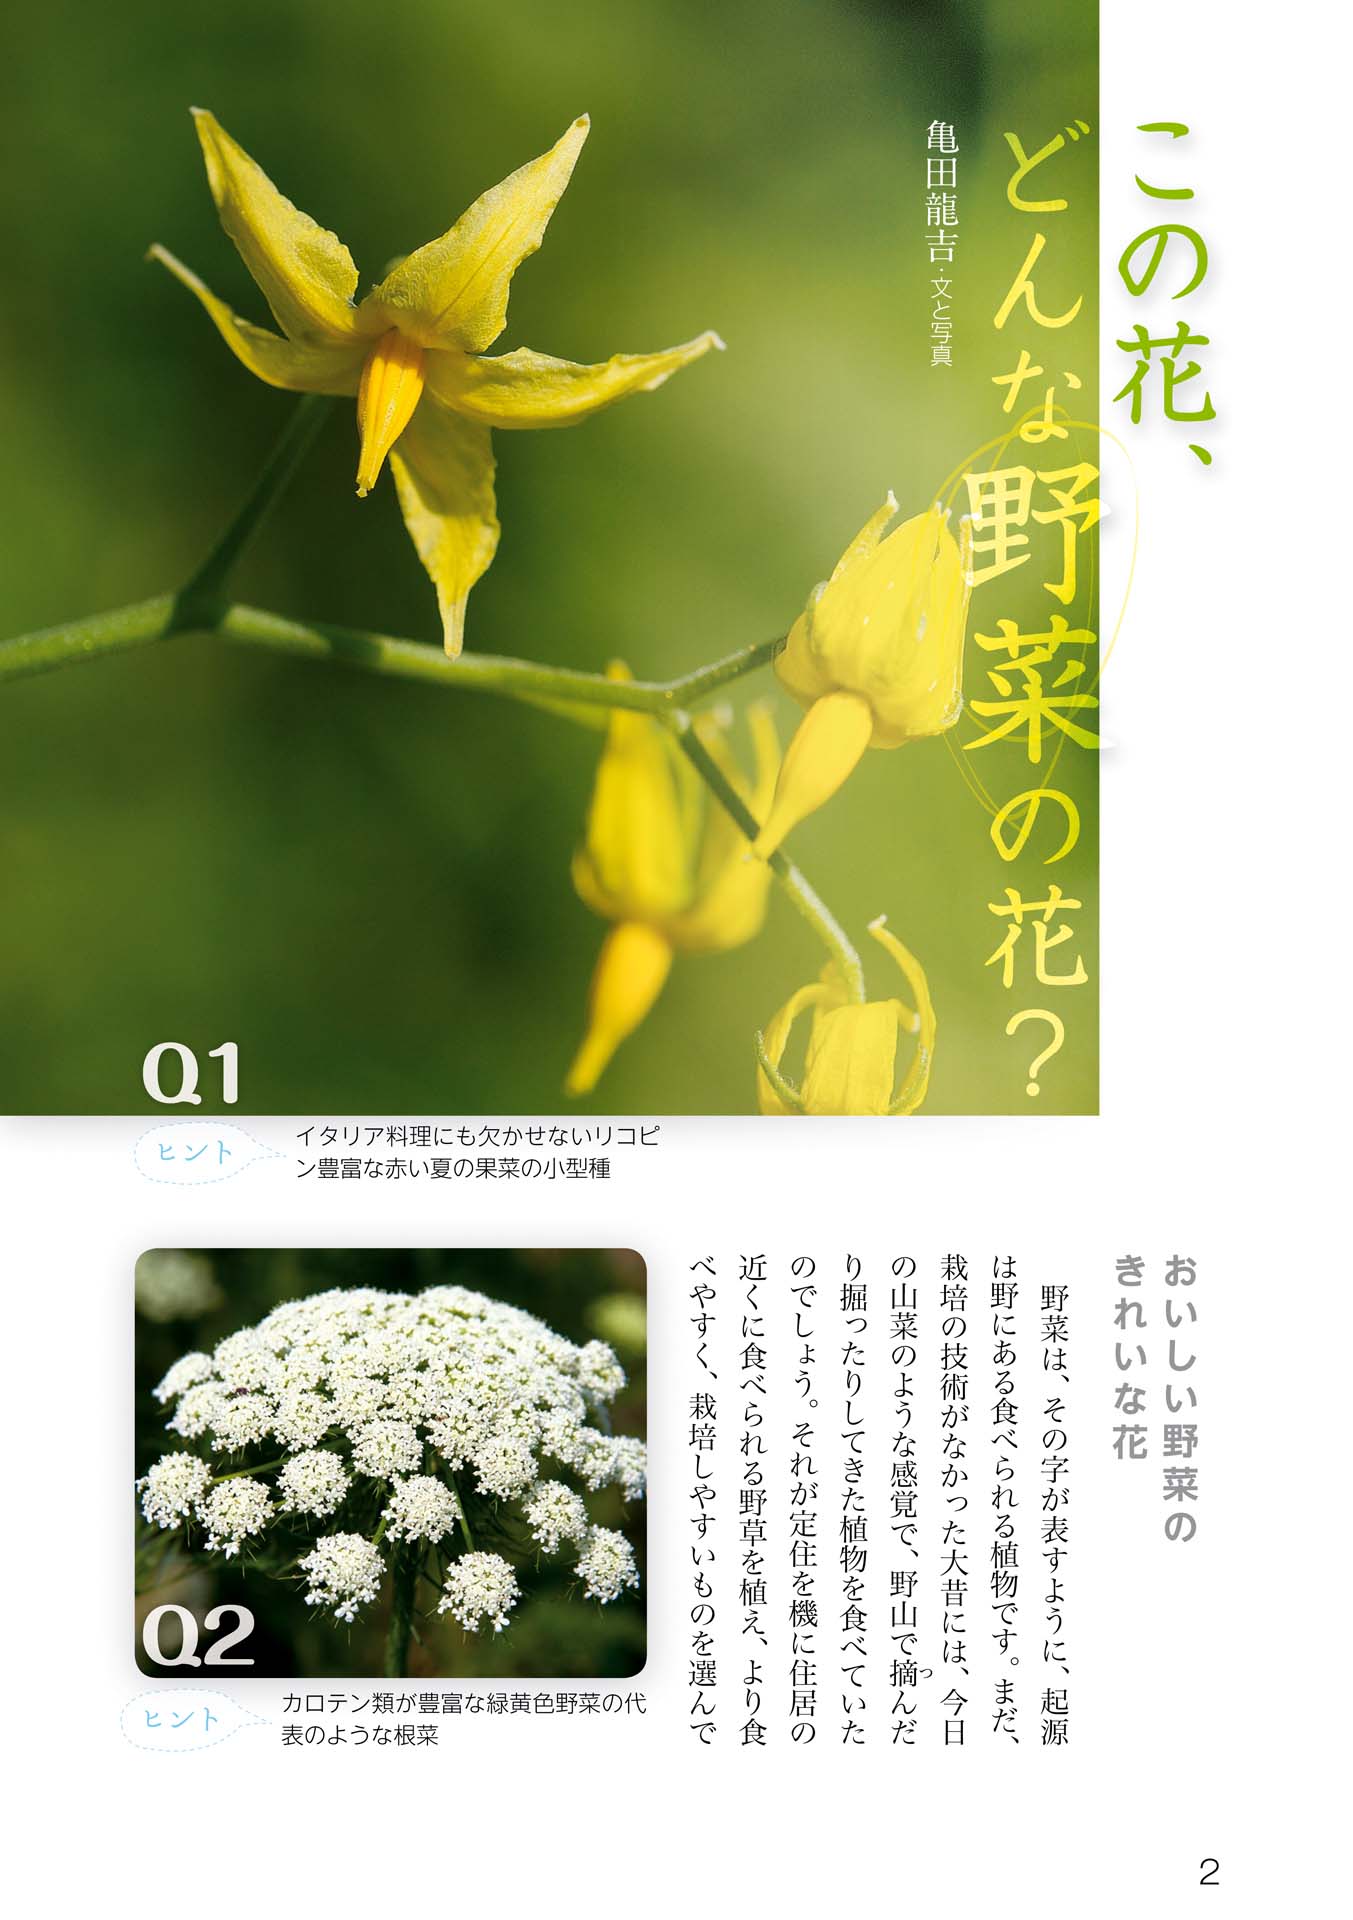 この花、
どんな野菜の花？
亀田龍吉・文と写真
Q1
ヒント
イタリア料理にも欠かせないリコピ
ン豊富な赤い夏の果菜の小型種
おいしい野菜の
きれいな花
野菜は、その字が表すように、起源
は野にある食べられる植物です。まだ、
栽培の技術がなかった大昔には、今日
の山菜のような感覚で、野山で摘んだ
つ
り掘ったりしてきた植物を食べていた
のでしょう。それが定住を機に住居の
近くに食べられる野草を植え、より食
べやすく、栽培しやすいものを選んで
Q2
ヒント
カロテン類が豊富な緑黄色野菜の代
表のような根菜
2